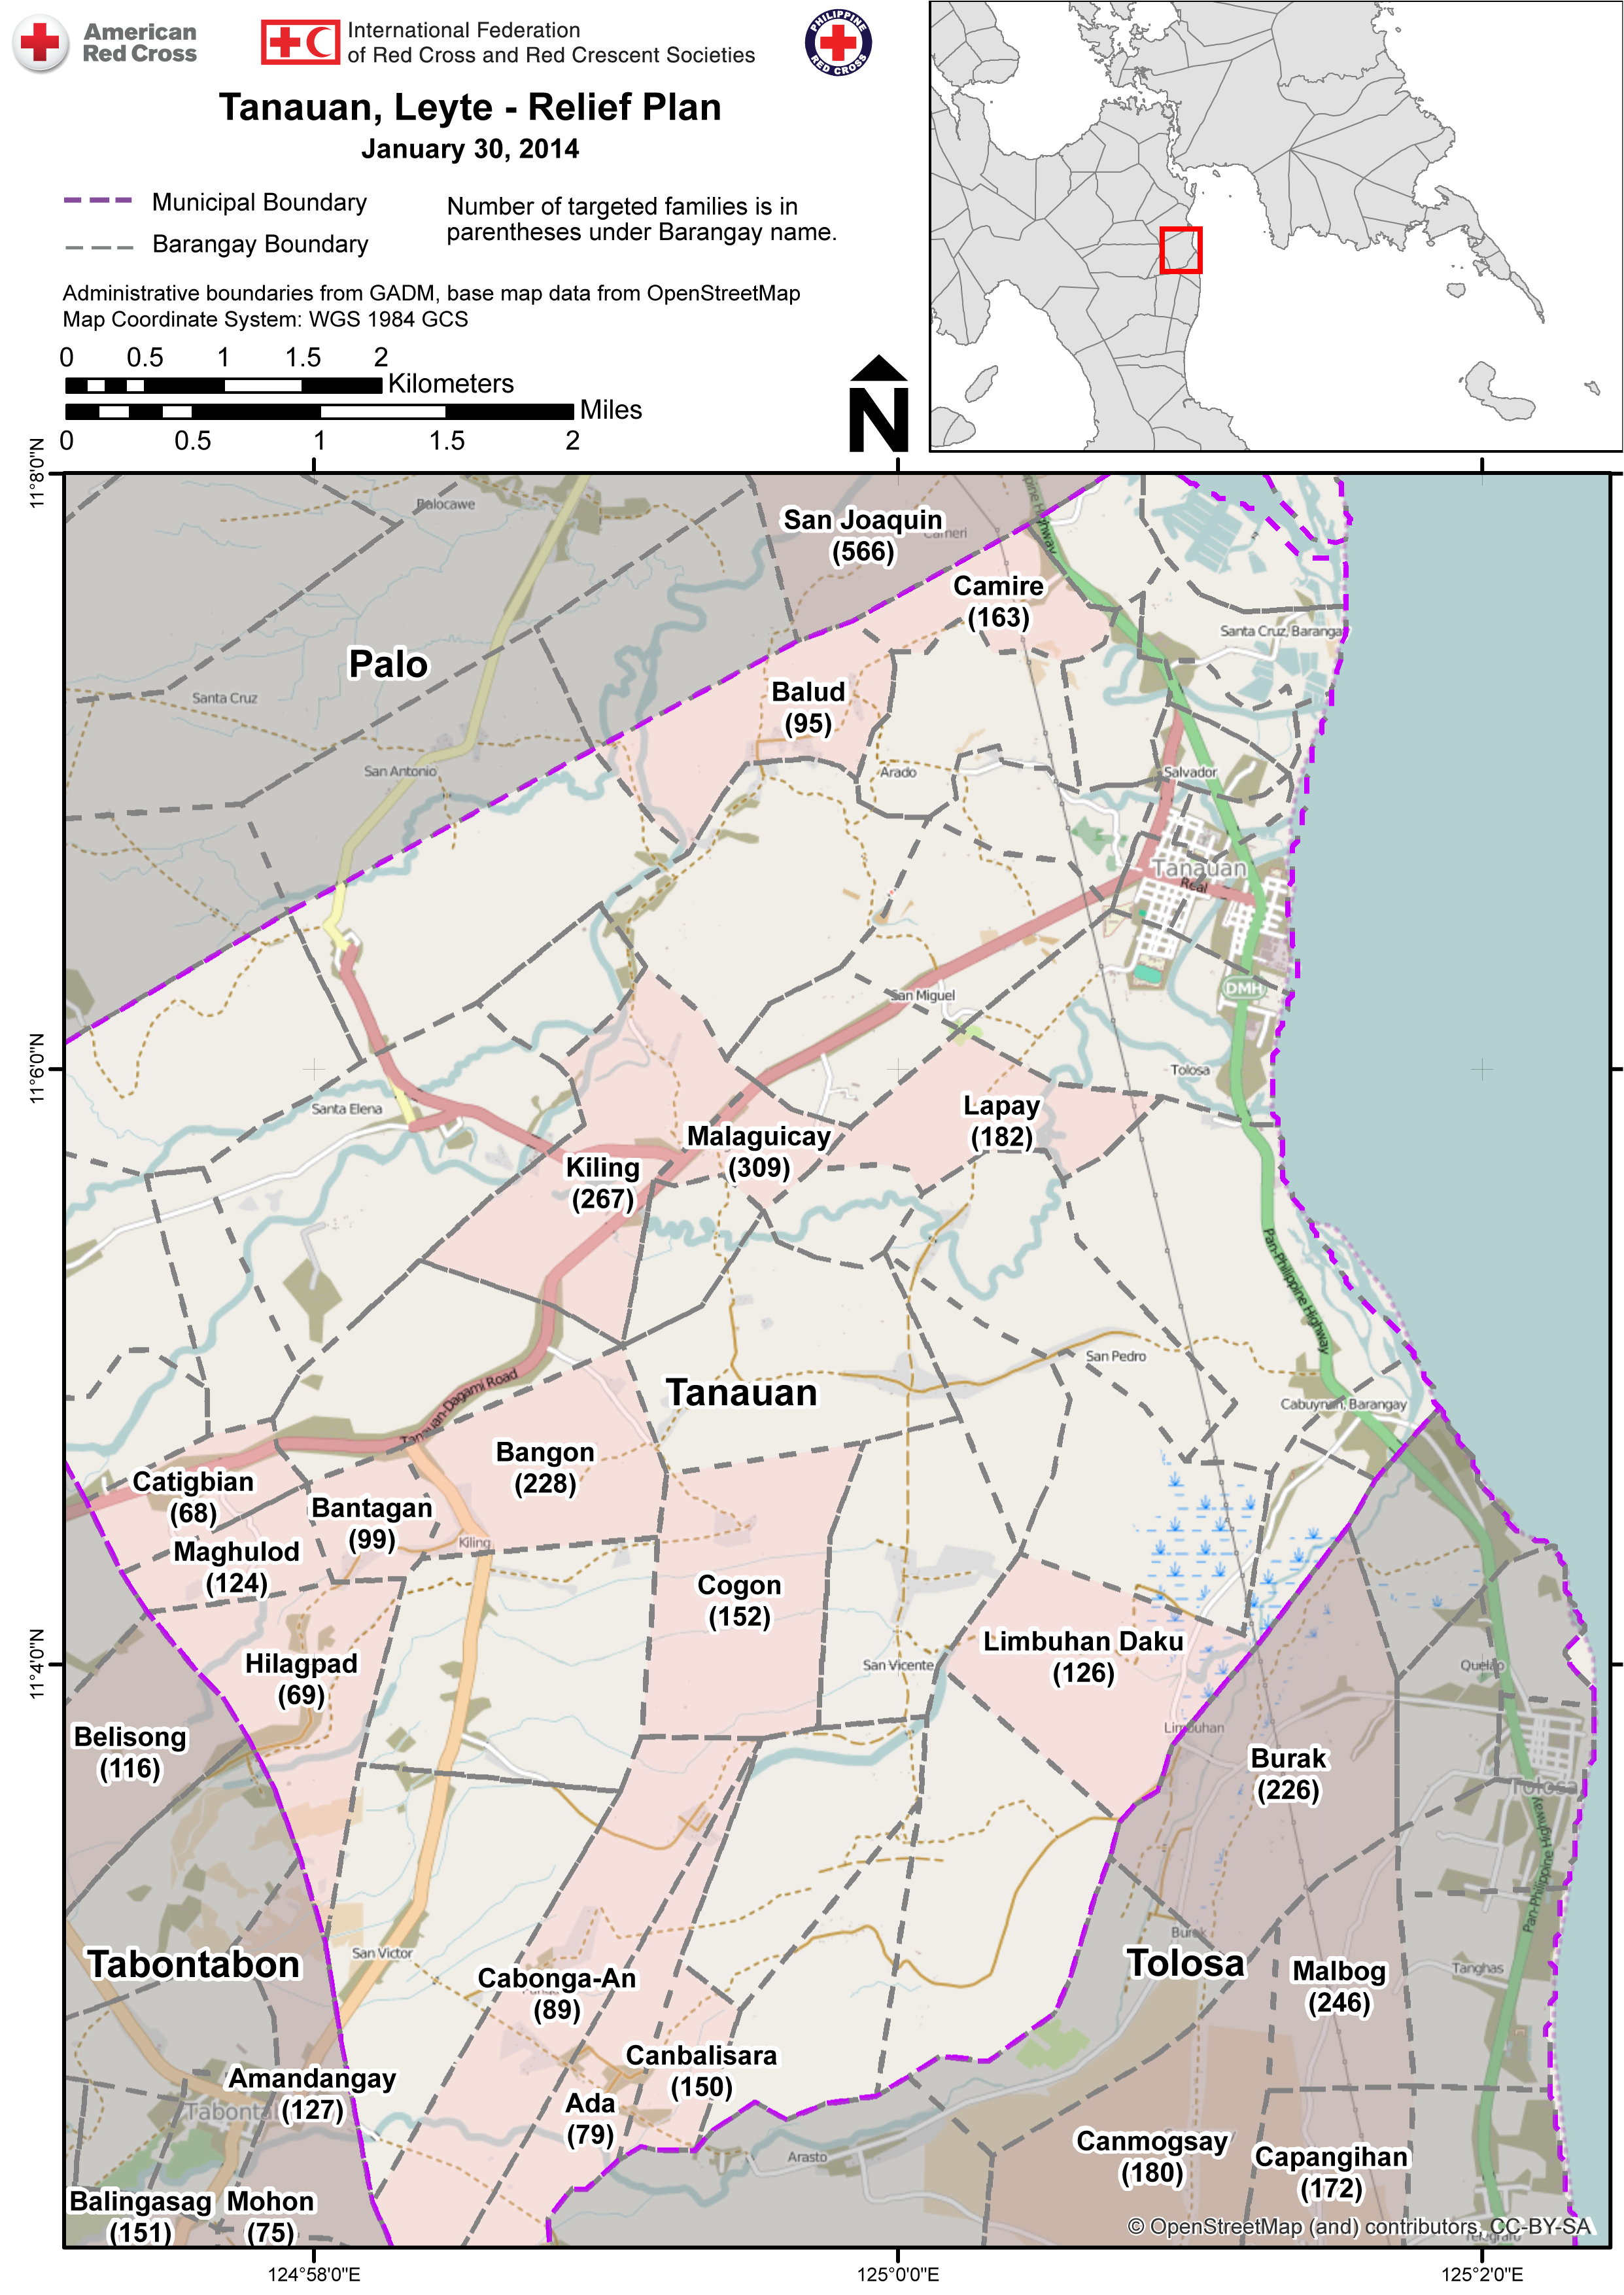 American
Red Cross
International Federation
of Red Cross and Red Crescent Societies
PHILIPPINE
RED CROSS
Tanauan, Leyte - Relief Plan
January 30, 2014
Municipal Boundary
Barangay Boundary
Number of targeted families is in
parentheses under Barangay name.
Administrative boundaries from GADM, base map data from OpenStreetMap
Map Coordinate System: WGS 1984 GCS
0 0.5 1 1.5 2
Kilometers
Miles
0 0.5 1 1.5 2
N
11°8'0"N
11°6'0"N
11°4'0"N
Palocawe
San Joaquin
(566)
Camire
(163)
Santa Cruz, Baranga
Palo
Santa Cruz
Balud
(95)
San Antonio
Arado
Salvador
Tanauan
Real
San Miguel
DMH
Tolosa
Santa Elena
Lapay
(182)
Malaguicay
(309)
Kiling
(267)
Pan-Philippine Highway
San Pedro
Tanauan
Cabuynan, Barangay
Tanauan-Dagami Road
Bangon
(228)
Catigbian
(68)
Bantagan
(99)
Kiling
Maghulod
(124)
Cogon
(152)
Limbuhan Daku
(126)
San Vicente
Quelao
Hilagpad
(69)
Limbuhan
Belisong
(116)
Burak
(226)
Tolosa
Pan-Philippine Highway
Burak
San Victor
Tabontabon
Tolosa
Tanghas
Malbog
(246)
Cabonga-An
(89)
Canbalisara
(150)
Amandangay
(127)
Ada
(79)
Arasto
Canmogsay
(180)
Capangihan
(172)
Balingasag
(151)
Mohon
(75)
© OpenStreetMap (and) contributors, CC-BY-SA
124°58'0"E
125°0'0"E
125°2'0"E